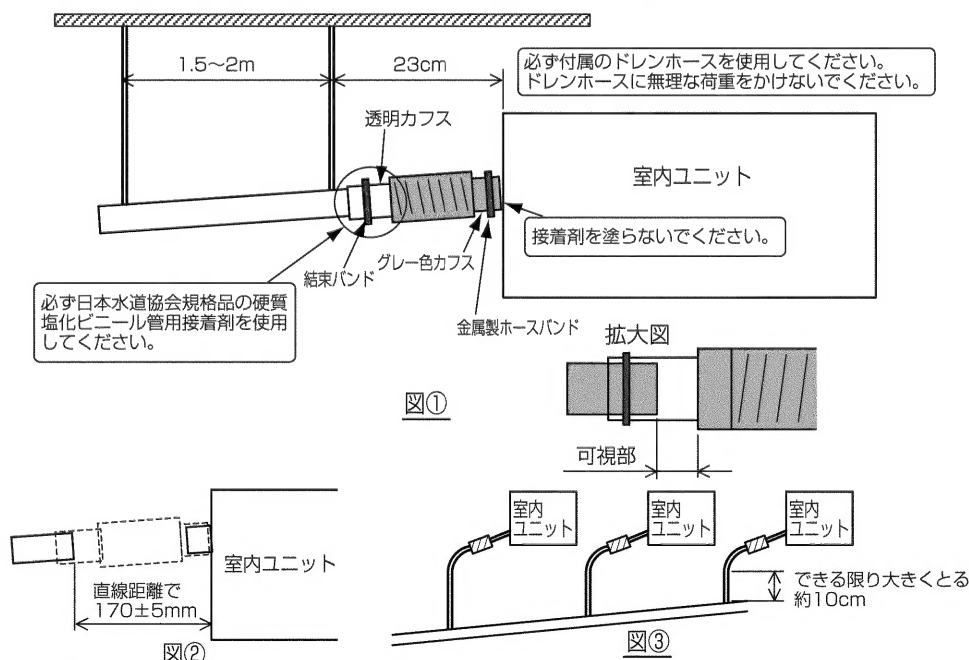 1.5~2m
23cm
必ず付属のドレンホースを使用してください。
ドレンホースに無理な荷重をかけないでください。
透明カフス
室内ユニット
接着剤を塗らないでください。
グレー色カフス
結束バンド
必ず日本水道協会規格品の硬質
塩化ビニール管用接着剤を使用
してください。
金属製ホースバンド
拡大図
図①
可視部
室内ユニット
直線距離で
170±5mm
図②
室内
ユニット
室内
ユニット
室内
ユニット
できる限り大きくとる
約10cm
図③